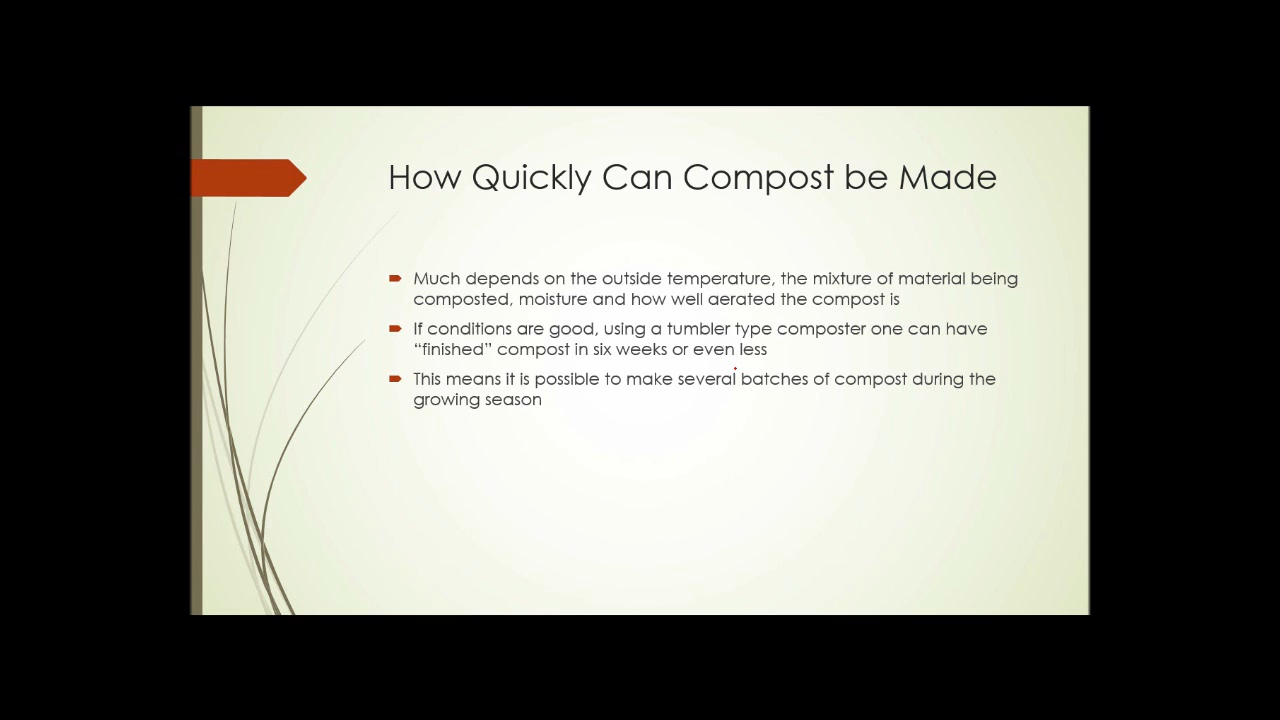 How Quickly Can Compost be Made
Much depends on the outside temperature, the mixture of material being
composted, moisture and how well aerated the compost is
If conditions are good, using a tumbler type composter one can have
“finished” compost in six weeks or even less
This means it is possible to make several batches of compost during the
growing season